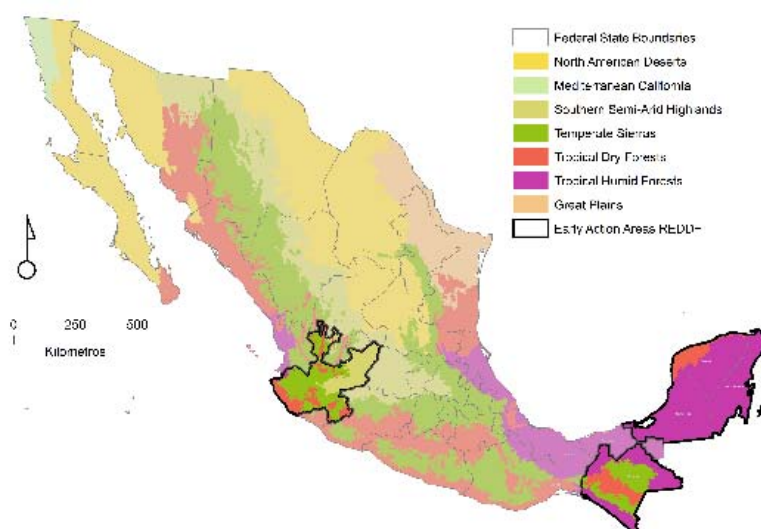 Federal State Boundaries
North American Deserts
Mediterranean California
Southern Semi-Arid Highlands
Temperate Sierras
Tropical Dry Forests
Tropical Humid Forests
Great Plains
Early Action Areas REDD+
0 250 500
Kilometros